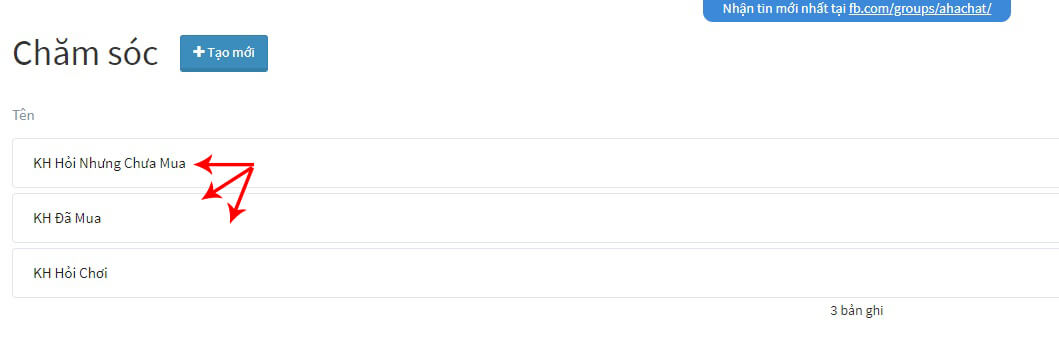 Nhận tin mới nhất tại fb.com/groups/ahachat/
Chăm sóc
+ Tạo mới
Tên
KH Hỏi Nhưng Chưa Mua
KH Đã Mua
KH Hỏi Chơi
3 bản ghi